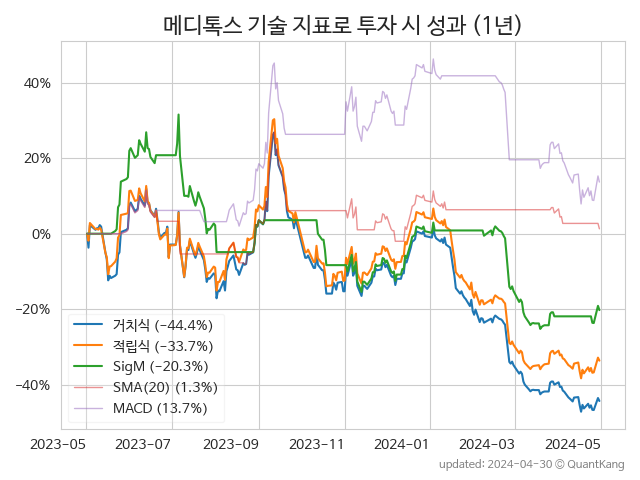 메디톡스 기술 지표로 투자 시 성과 (1년)
40%
20%
0%
−20%
−40%
거치식 (−44.4%)
적립식 (−33.7%)
SigM (−20.3%)
SMA(20) (1.3%)
MACD (13.7%)
2023-05 2023-07 2023-09 2023-11 2024-01 2024-03 2024-05
updated: 2024-04-30 © QuantKang